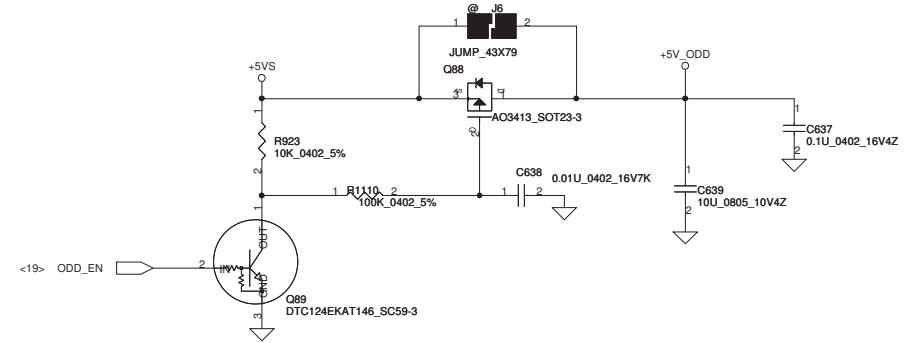 @ J6
1 2
JUMP_43X79
+5VS
Q88
+5V_ODD
3 S D 1
G
2
AO3413_SOT23-3
1
R923
10K_0402_5%
2
1
C637
0.1U_0402_16V4Z
2
1 R1110 2
100K_0402_5%
C638
0.01U_0402_16V7K
1 2
1
C639
10U_0805_10V4Z
2
1
OUT
<19> ODD_EN
2
IN
GND
Q89
DTC124EKAT146_SC59-3
3